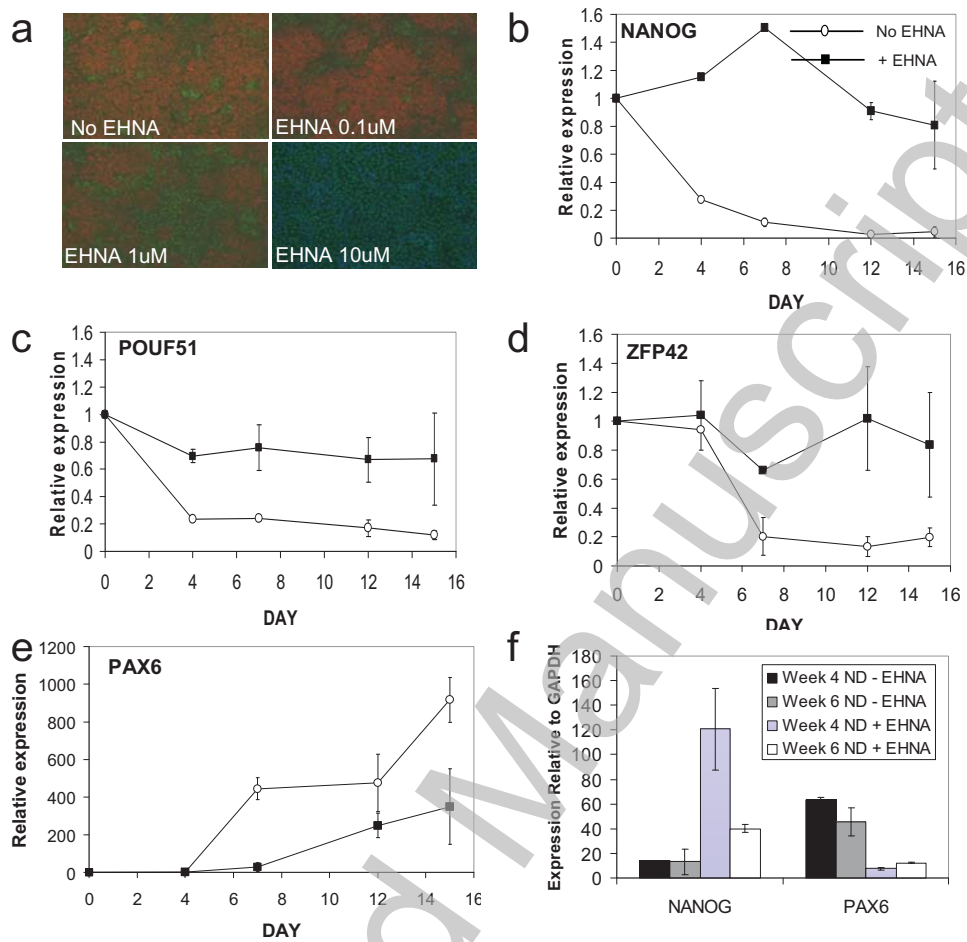 a
No EHNA
EHNA 0.1uM
EHNA 1uM
EHNA 10uM
b
NANOG
No EHNA
+ EHNA
Relative expression
1.6
1.4
1.2
1
0.8
0.6
0.4
0.2
0
0 2 4 6 8 10 12 14 16
DAY
c
POUF51
Relative expression
1.6
1.4
1.2
1
0.8
0.6
0.4
0.2
0
0 2 4 6 8 10 12 14 16
DAY
d
ZFP42
Relative expression
1.6
1.4
1.2
1
0.8
0.6
0.4
0.2
0
0 2 4 6 8 10 12 14 16
DAY
e
PAX6
Relative expression
1200
1000
800
600
400
200
0
0 2 4 6 8 10 12 14 16
DAY
f
Expression Relative to GAPDH
180
160
140
120
100
80
60
40
20
0
Week 4 ND - EHNA
Week 6 ND - EHNA
Week 4 ND + EHNA
Week 6 ND + EHNA
NANOG PAX6
d Manuscript